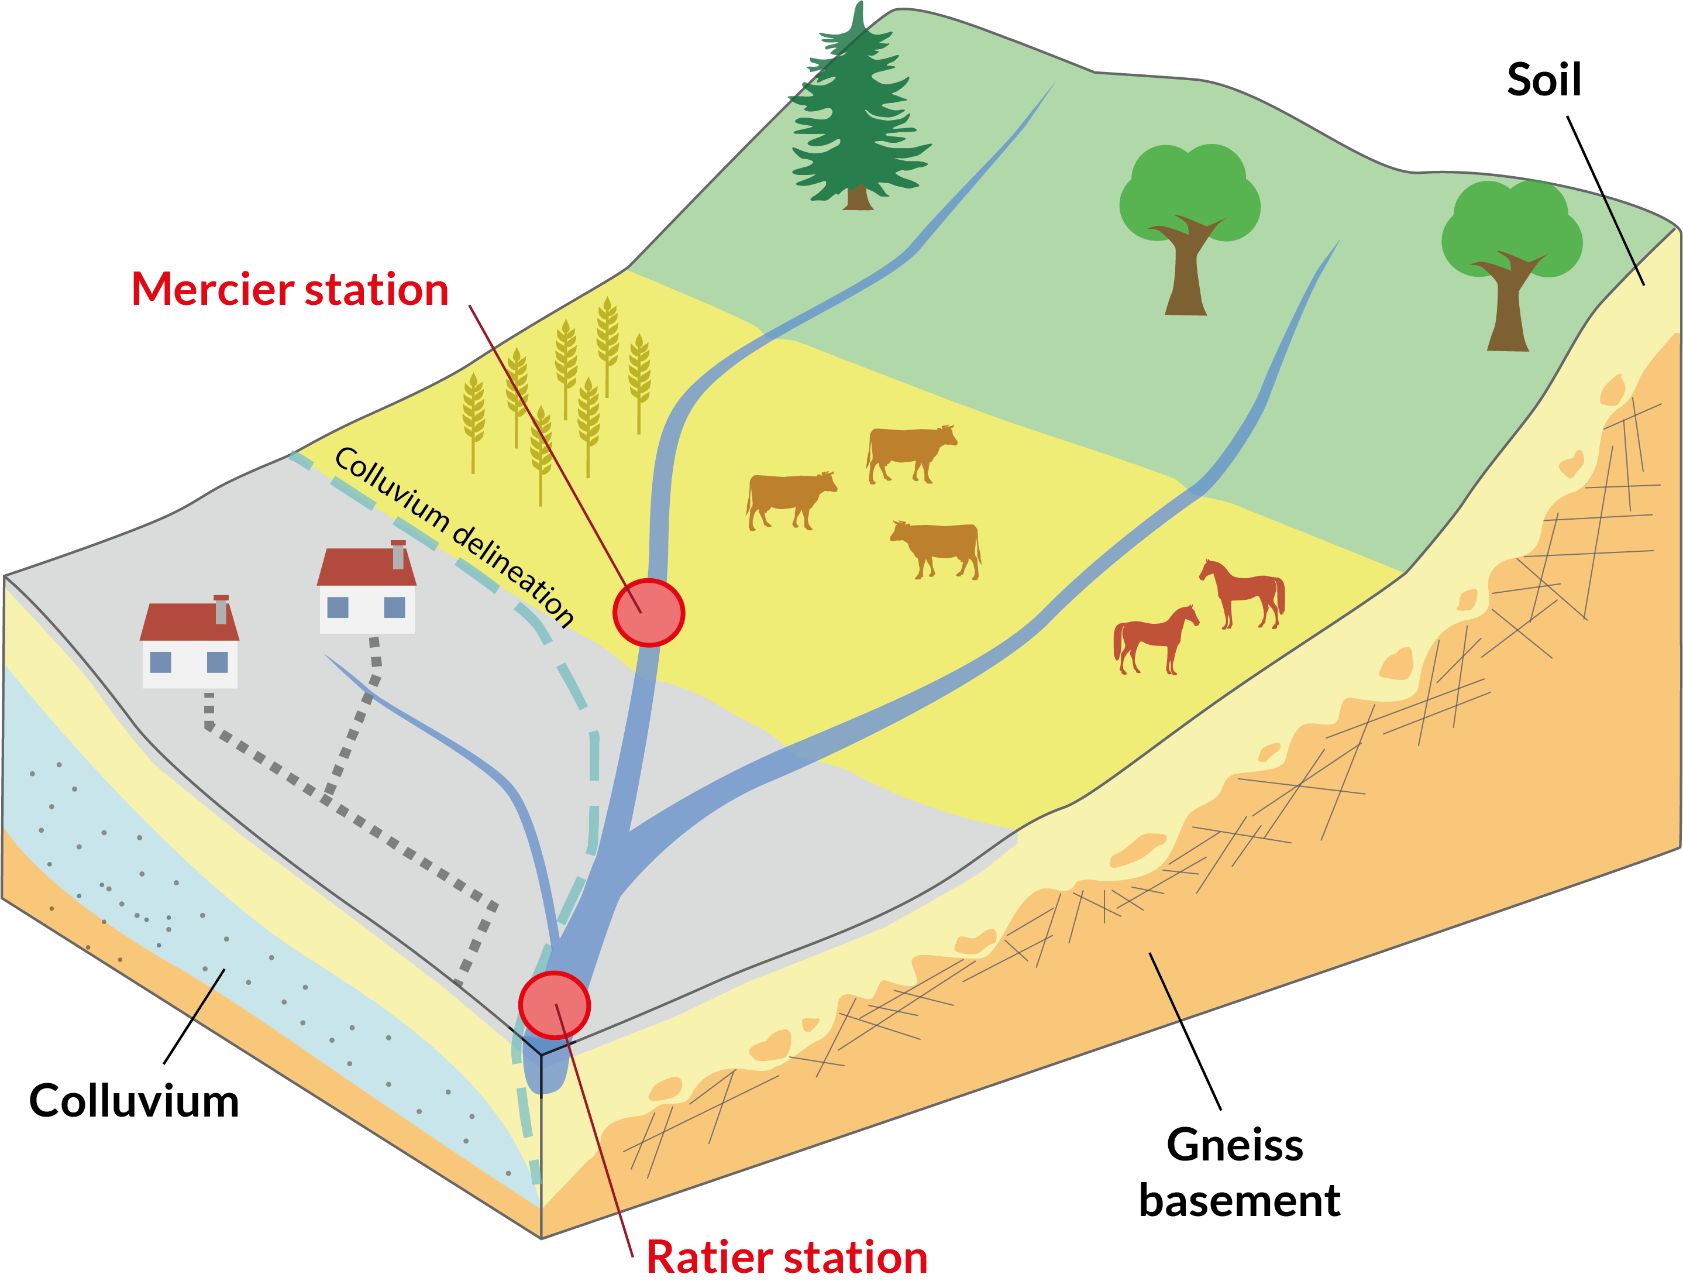 Soil
Mercier station
Colluvium delineation
Colluvium
Gneiss
basement
Ratier station